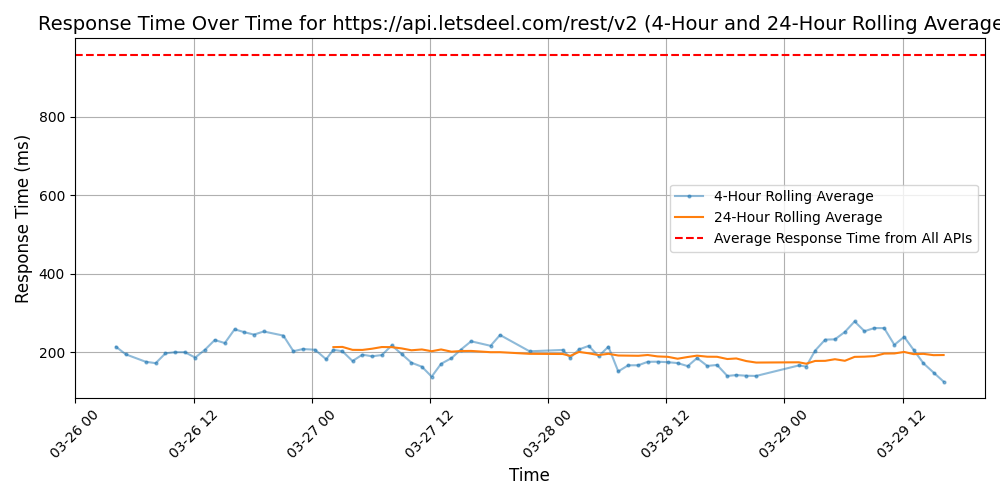 Response Time Over Time for https://api.letsdeel.com/rest/v2 (4-Hour and 24-Hour Rolling Average
Response Time (ms)
800
600
400
200
4-Hour Rolling Average
24-Hour Rolling Average
Average Response Time from All APIs
03-26 00
03-26 12
03-27 00
03-27 12
03-28 00
03-28 12
03-29 00
03-29 12
Time